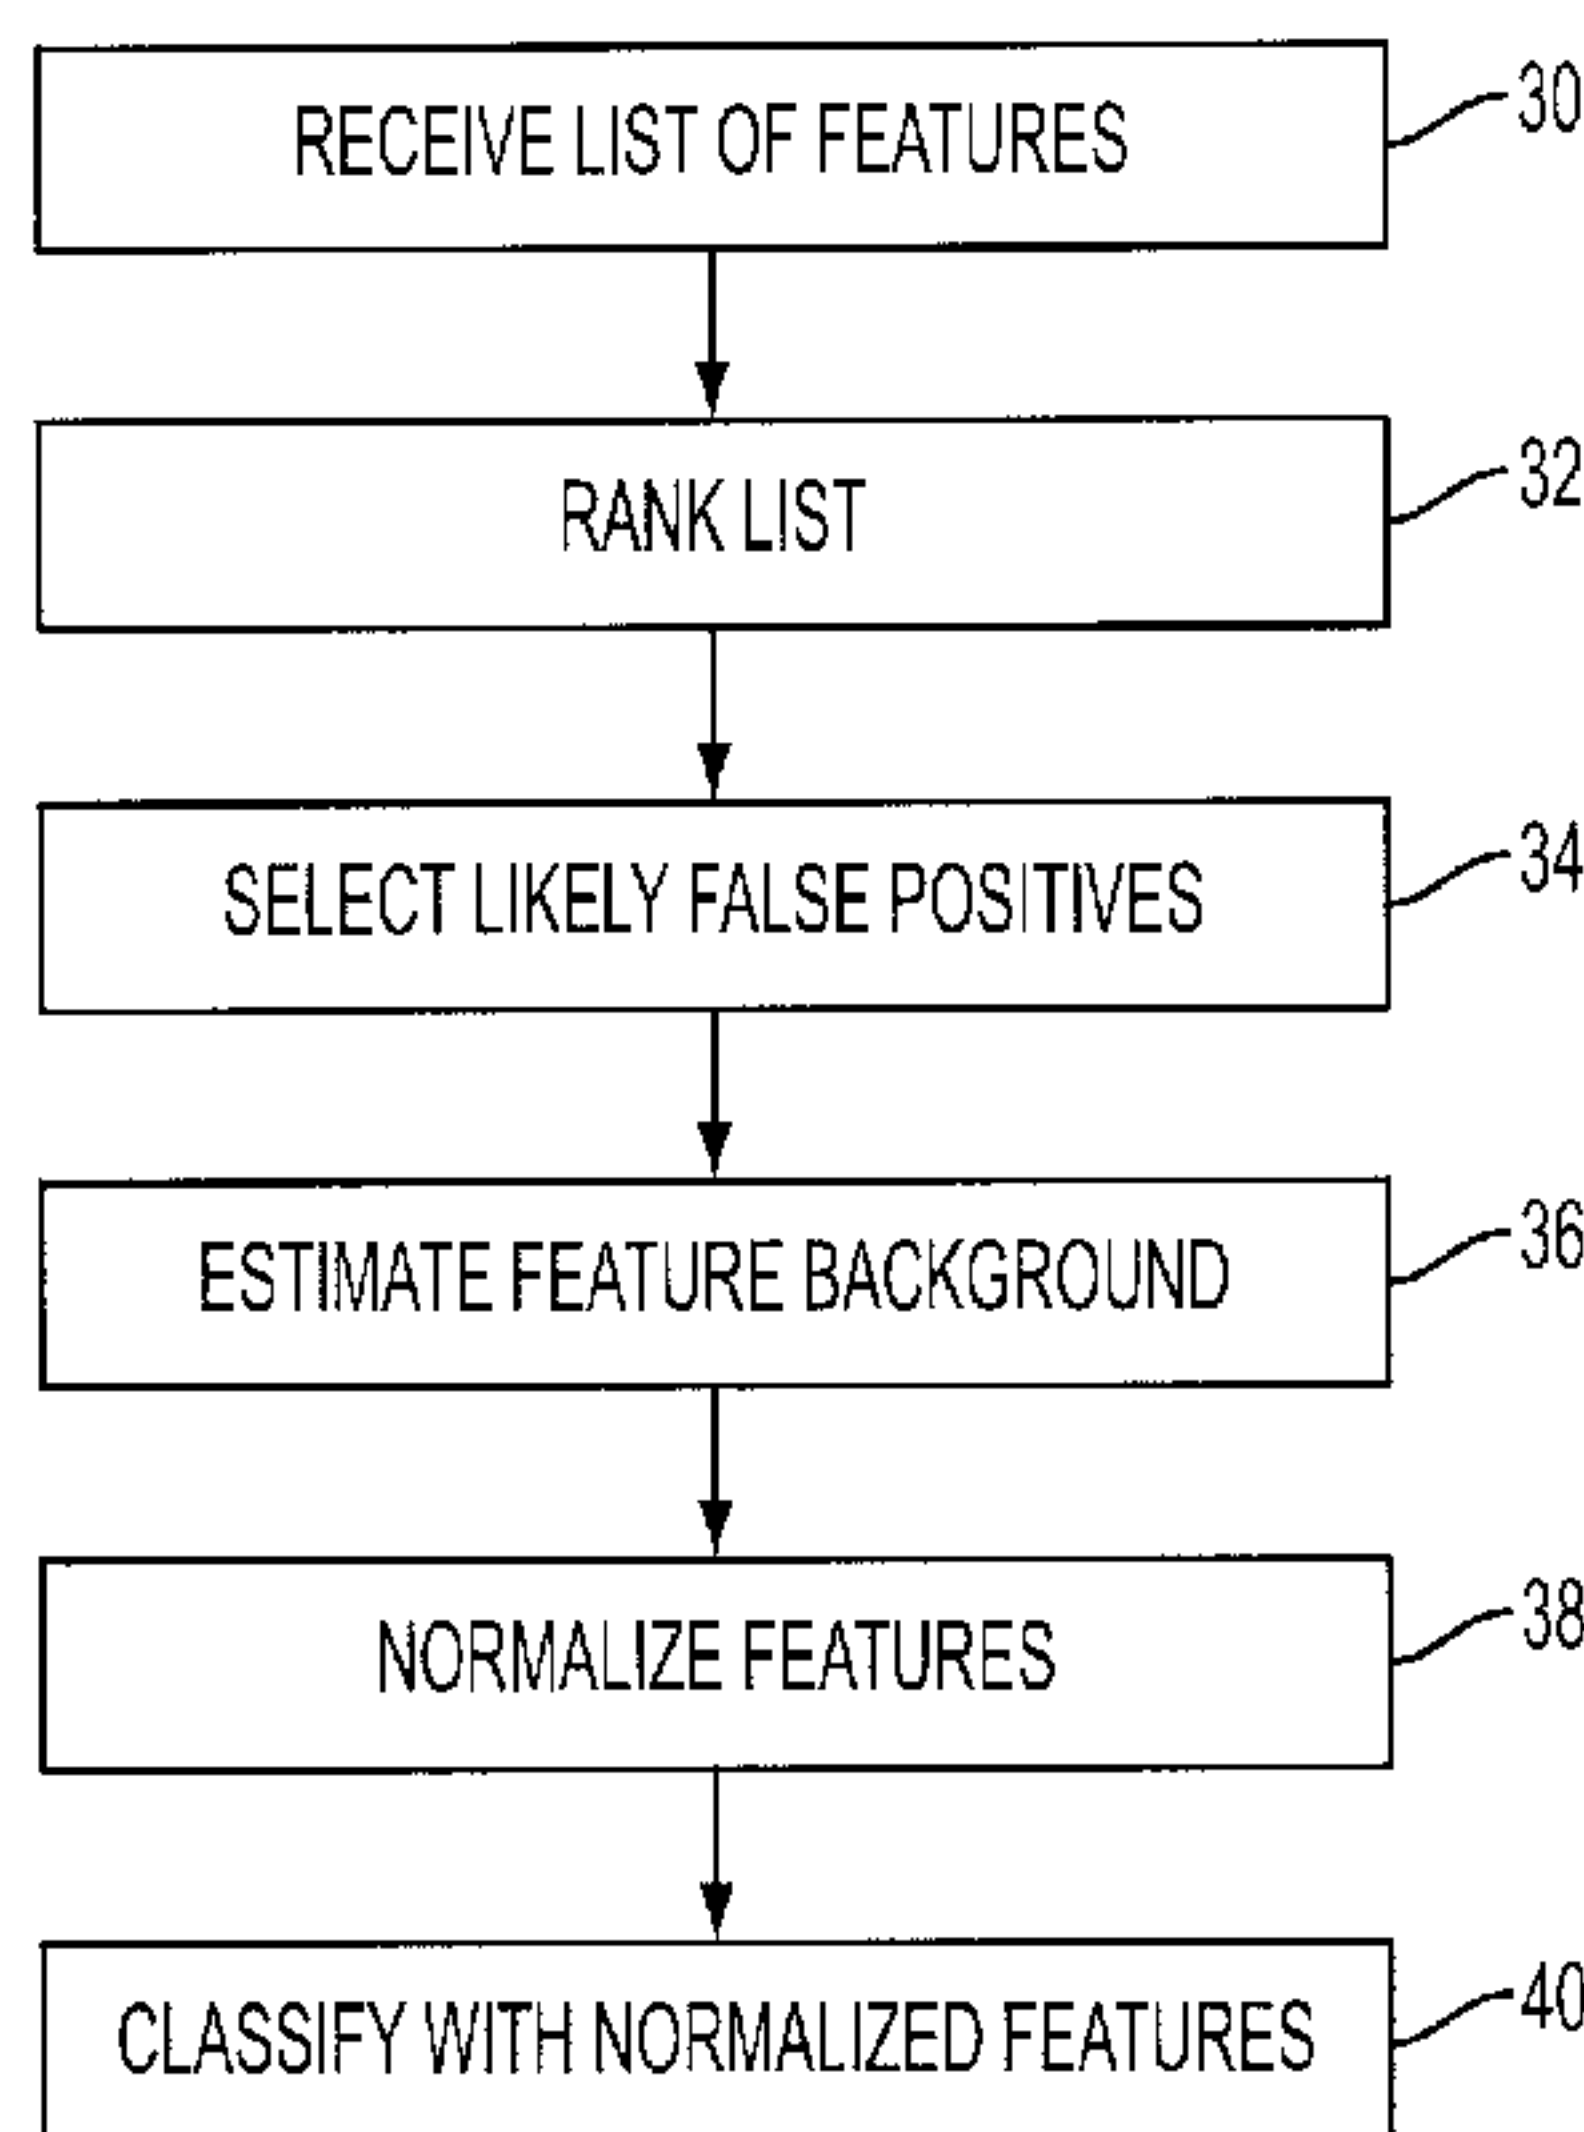 RECEIVE LIST OF FEATURES
30
RANK LIST
32
SELECT LIKELY FALSE POSITIVES
34
ESTIMATE FEATURE BACKGROUND
36
NORMALIZE FEATURES
38
CLASSIFY WITH NORMALIZED FEATURES
40